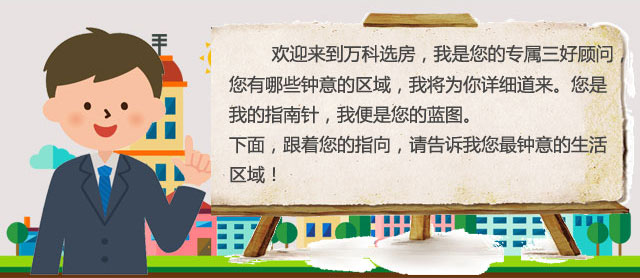 欢迎来到万科选房，我是您的专属三好顾问，
您有哪些钟意的区域，我将为你详细道来。您是
我的指南针，我便是您的蓝图。
下面，跟着您的指向，请告诉我您最钟意的生活
区域！